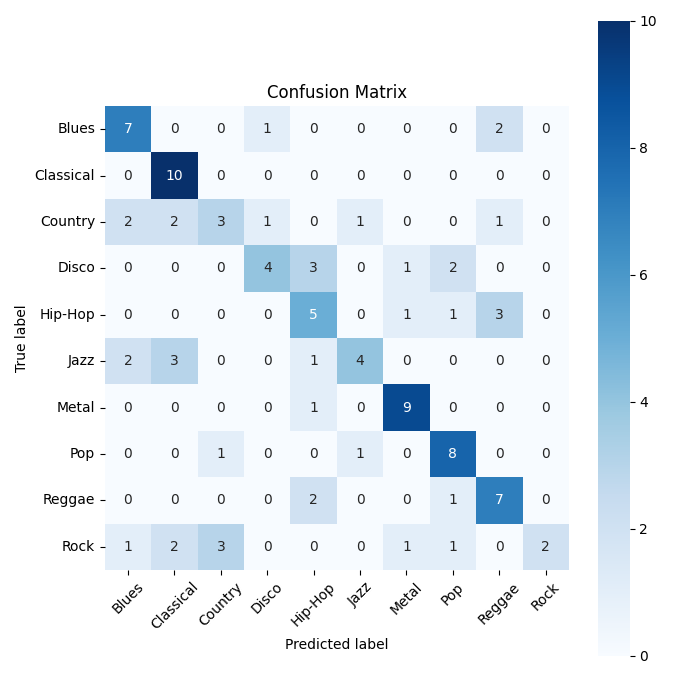 Confusion Matrix
10
8
6
4
2
0
True label
Blues 7 0 0 1 0 0 0 0 2 0
Classical 0 10 0 0 0 0 0 0 0 0
Country 2 2 3 1 0 1 0 0 1 0
Disco 0 0 0 4 3 0 1 2 0 0
Hip-Hop 0 0 0 0 5 0 1 1 3 0
Jazz 2 3 0 0 1 4 0 0 0 0
Metal 0 0 0 0 1 0 9 0 0 0
Pop 0 0 1 0 0 1 0 8 0 0
Reggae 0 0 0 0 2 0 0 1 7 0
Rock 1 2 3 0 0 0 1 1 0 2
Blues Classical Country Disco Hip-Hop Jazz Metal Pop Reggae Rock
Predicted label